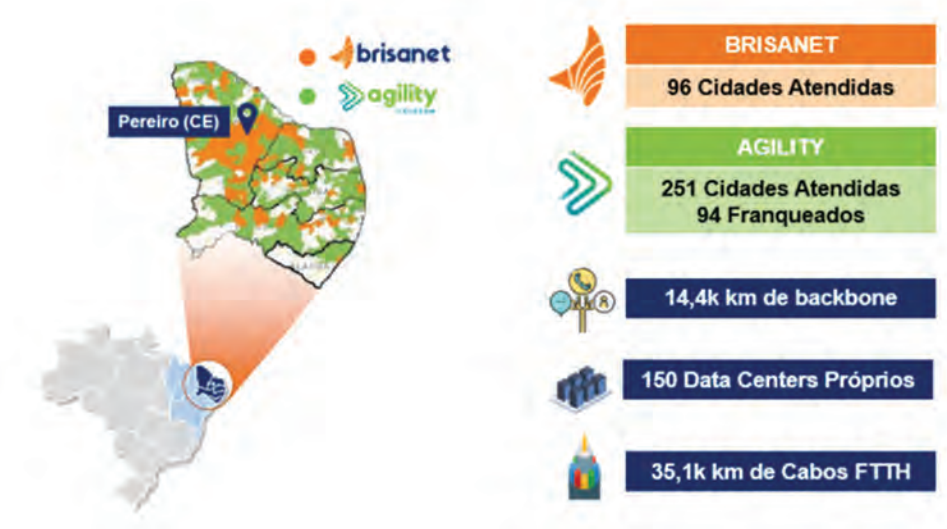 brisanet
agility
Pereiro (CE)
BRISANET
96 Cidades Atendidas
AGILITY
251 Cidades Atendidas
94 Franqueados
14,4k km de backbone
150 Data Centers Próprios
35,1k km de Cabos FTTH